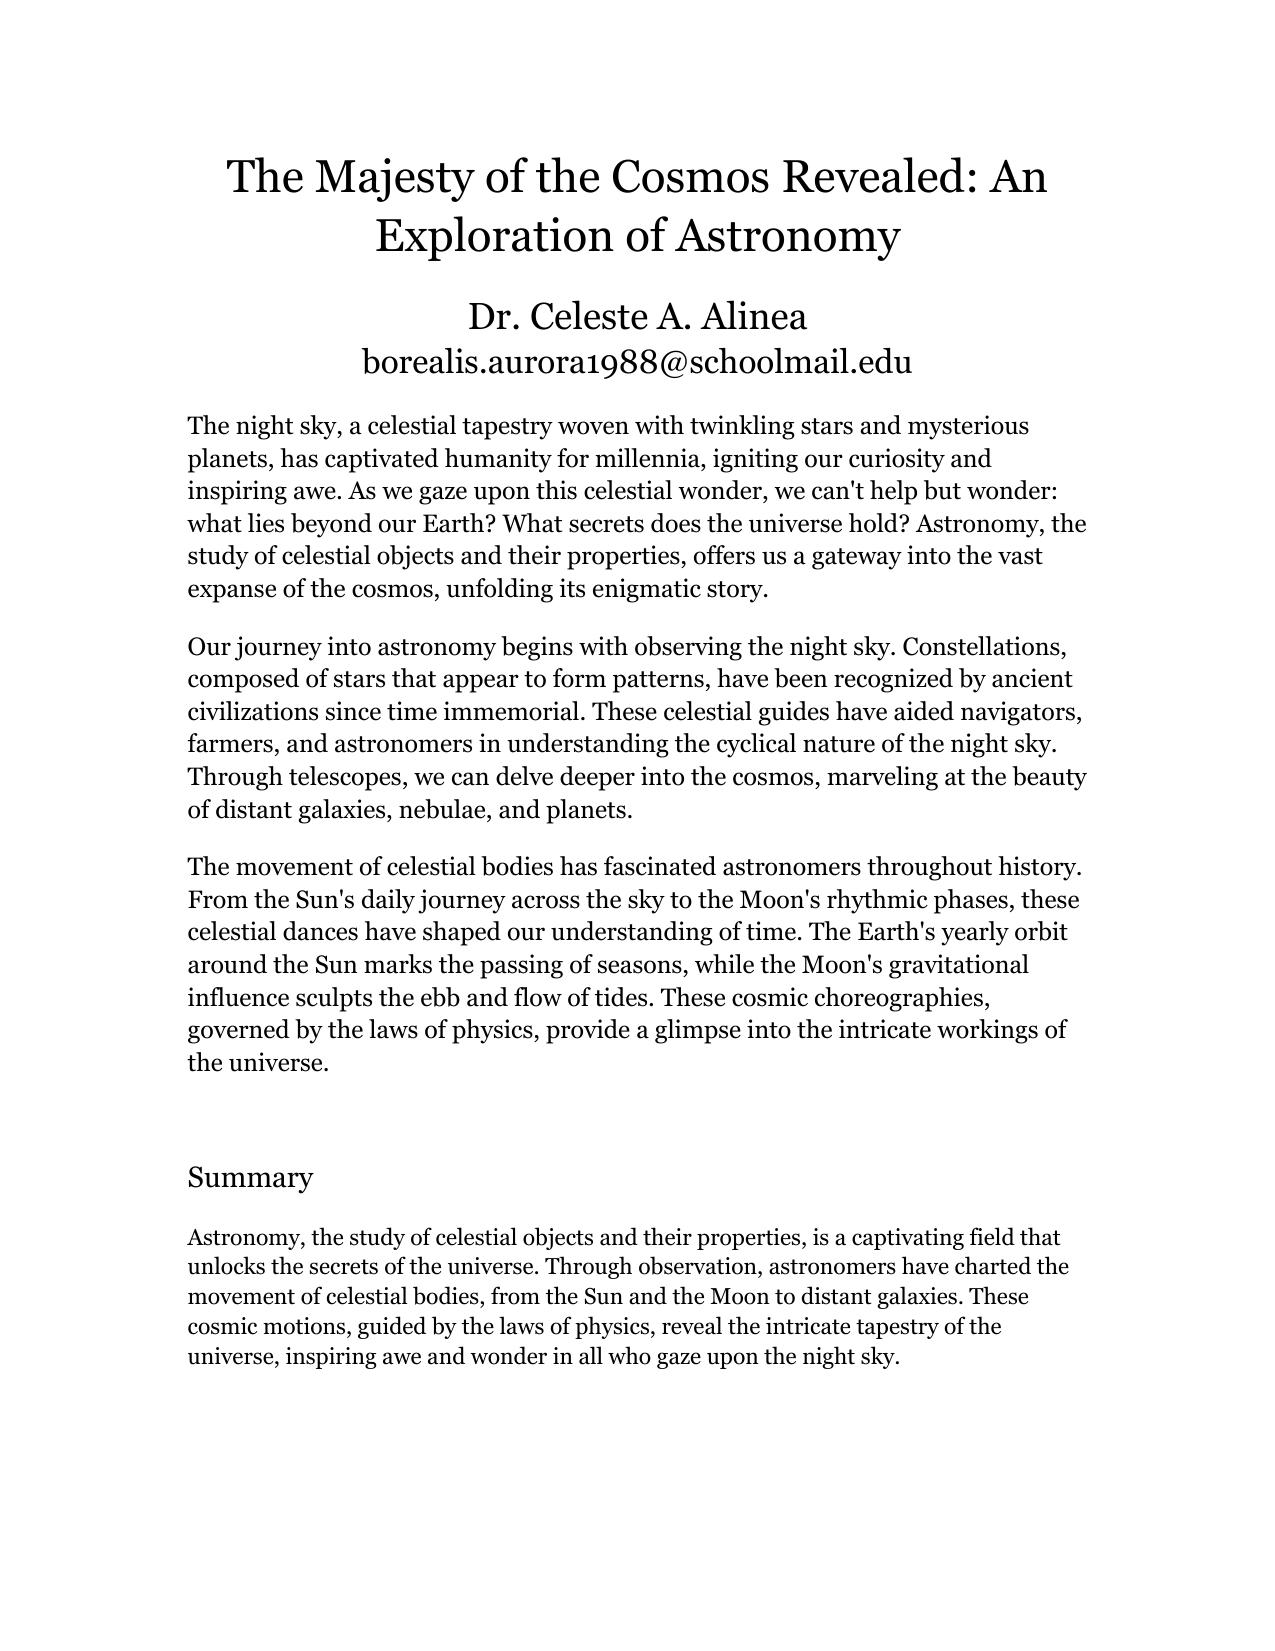 The Majesty of the Cosmos Revealed: An
Exploration of Astronomy
Dr. Celeste A. Alinea
borealis.aurora1988@schoolmail.edu
The night sky, a celestial tapestry woven with twinkling stars and mysterious
planets, has captivated humanity for millennia, igniting our curiosity and
inspiring awe. As we gaze upon this celestial wonder, we can't help but wonder:
what lies beyond our Earth? What secrets does the universe hold? Astronomy, the
study of celestial objects and their properties, offers us a gateway into the vast
expanse of the cosmos, unfolding its enigmatic story.
Our journey into astronomy begins with observing the night sky. Constellations,
composed of stars that appear to form patterns, have been recognized by ancient
civilizations since time immemorial. These celestial guides have aided navigators,
farmers, and astronomers in understanding the cyclical nature of the night sky.
Through telescopes, we can delve deeper into the cosmos, marveling at the beauty
of distant galaxies, nebulae, and planets.
The movement of celestial bodies has fascinated astronomers throughout history.
From the Sun's daily journey across the sky to the Moon's rhythmic phases, these
celestial dances have shaped our understanding of time. The Earth's yearly orbit
around the Sun marks the passing of seasons, while the Moon's gravitational
influence sculpts the ebb and flow of tides. These cosmic choreographies,
governed by the laws of physics, provide a glimpse into the intricate workings of
the universe.
Summary
Astronomy, the study of celestial objects and their properties, is a captivating field that
unlocks the secrets of the universe. Through observation, astronomers have charted the
movement of celestial bodies, from the Sun and the Moon to distant galaxies. These
cosmic motions, guided by the laws of physics, reveal the intricate tapestry of the
universe, inspiring awe and wonder in all who gaze upon the night sky.